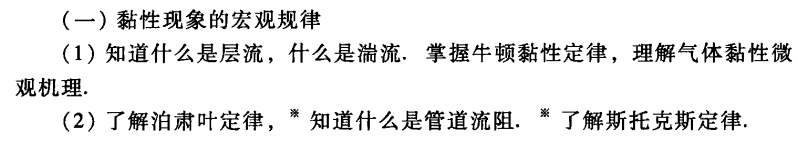 (一)黏性现象的宏观规律
(1)知道什么是层流，什么是湍流. 掌握牛顿黏性定律，理解气体黏性微
观机理.
(2)了解泊肃叶定律，※知道什么是管道流阻. ※了解斯托克斯定律.